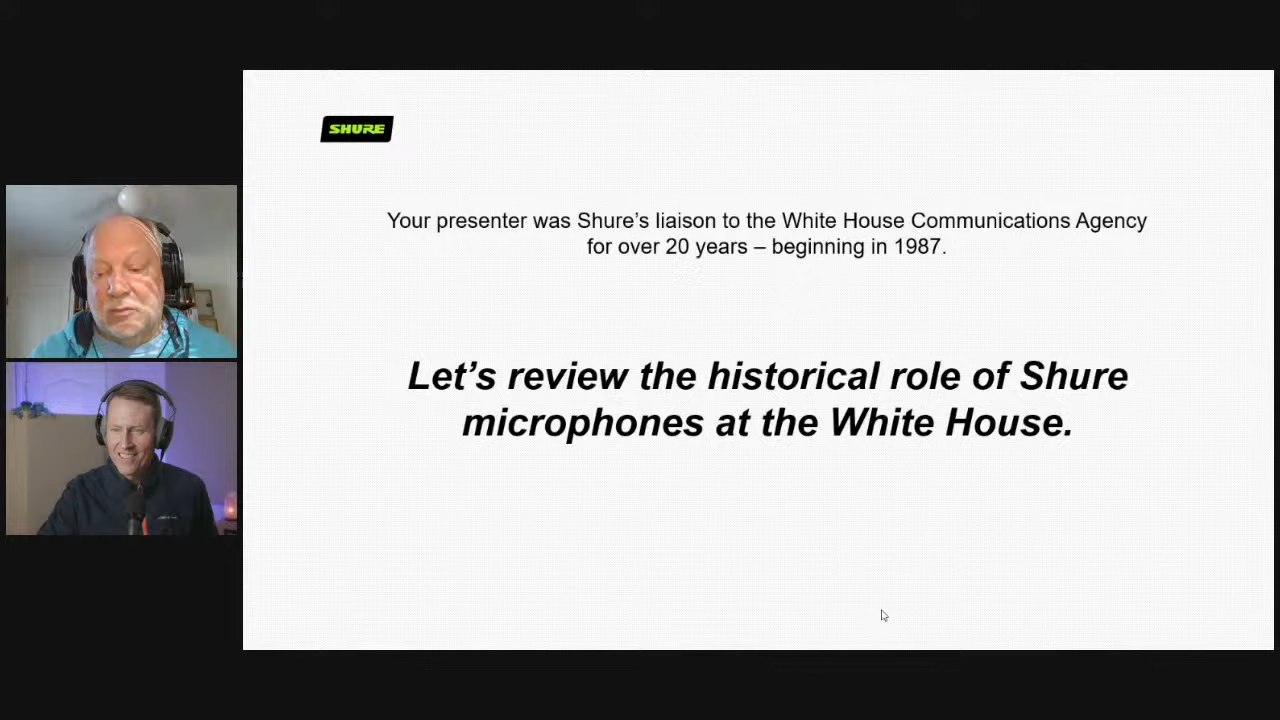 SHURE
Your presenter was Shure’s liaison to the White House Communications Agency
for over 20 years – beginning in 1987.
Let’s review the historical role of Shure
microphones at the White House.